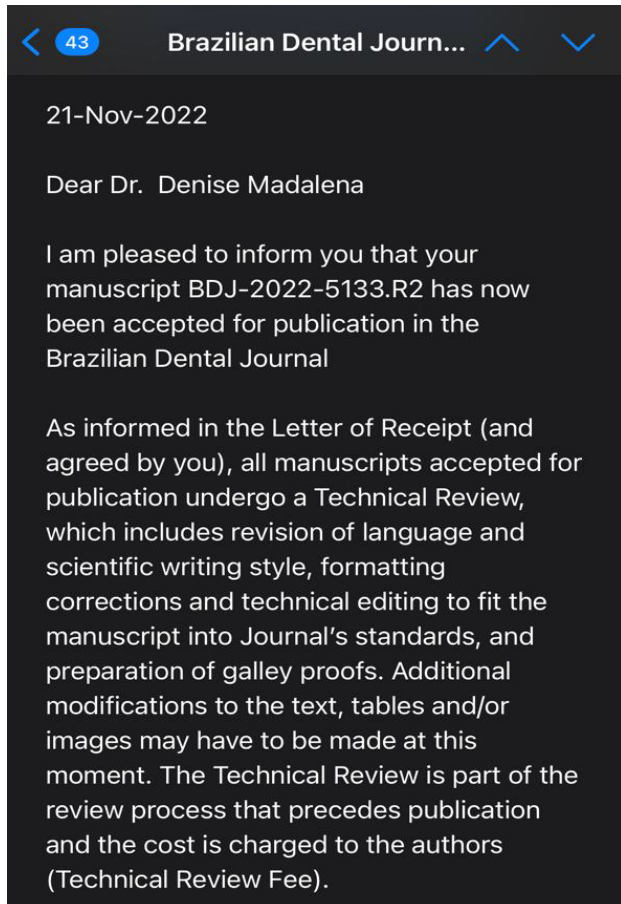 43
Brazilian Dental Journ...
21-Nov-2022
Dear Dr.  Denise Madalena
I am pleased to inform you that your
manuscript BDJ-2022-5133.R2 has now
been accepted for publication in the
Brazilian Dental Journal
As informed in the Letter of Receipt (and
agreed by you), all manuscripts accepted for
publication undergo a Technical Review,
which includes revision of language and
scientific writing style, formatting
corrections and technical editing to fit the
manuscript into Journal’s standards, and
preparation of galley proofs. Additional
modifications to the text, tables and/or
images may have to be made at this
moment. The Technical Review is part of the
review process that precedes publication
and the cost is charged to the authors
(Technical Review Fee).